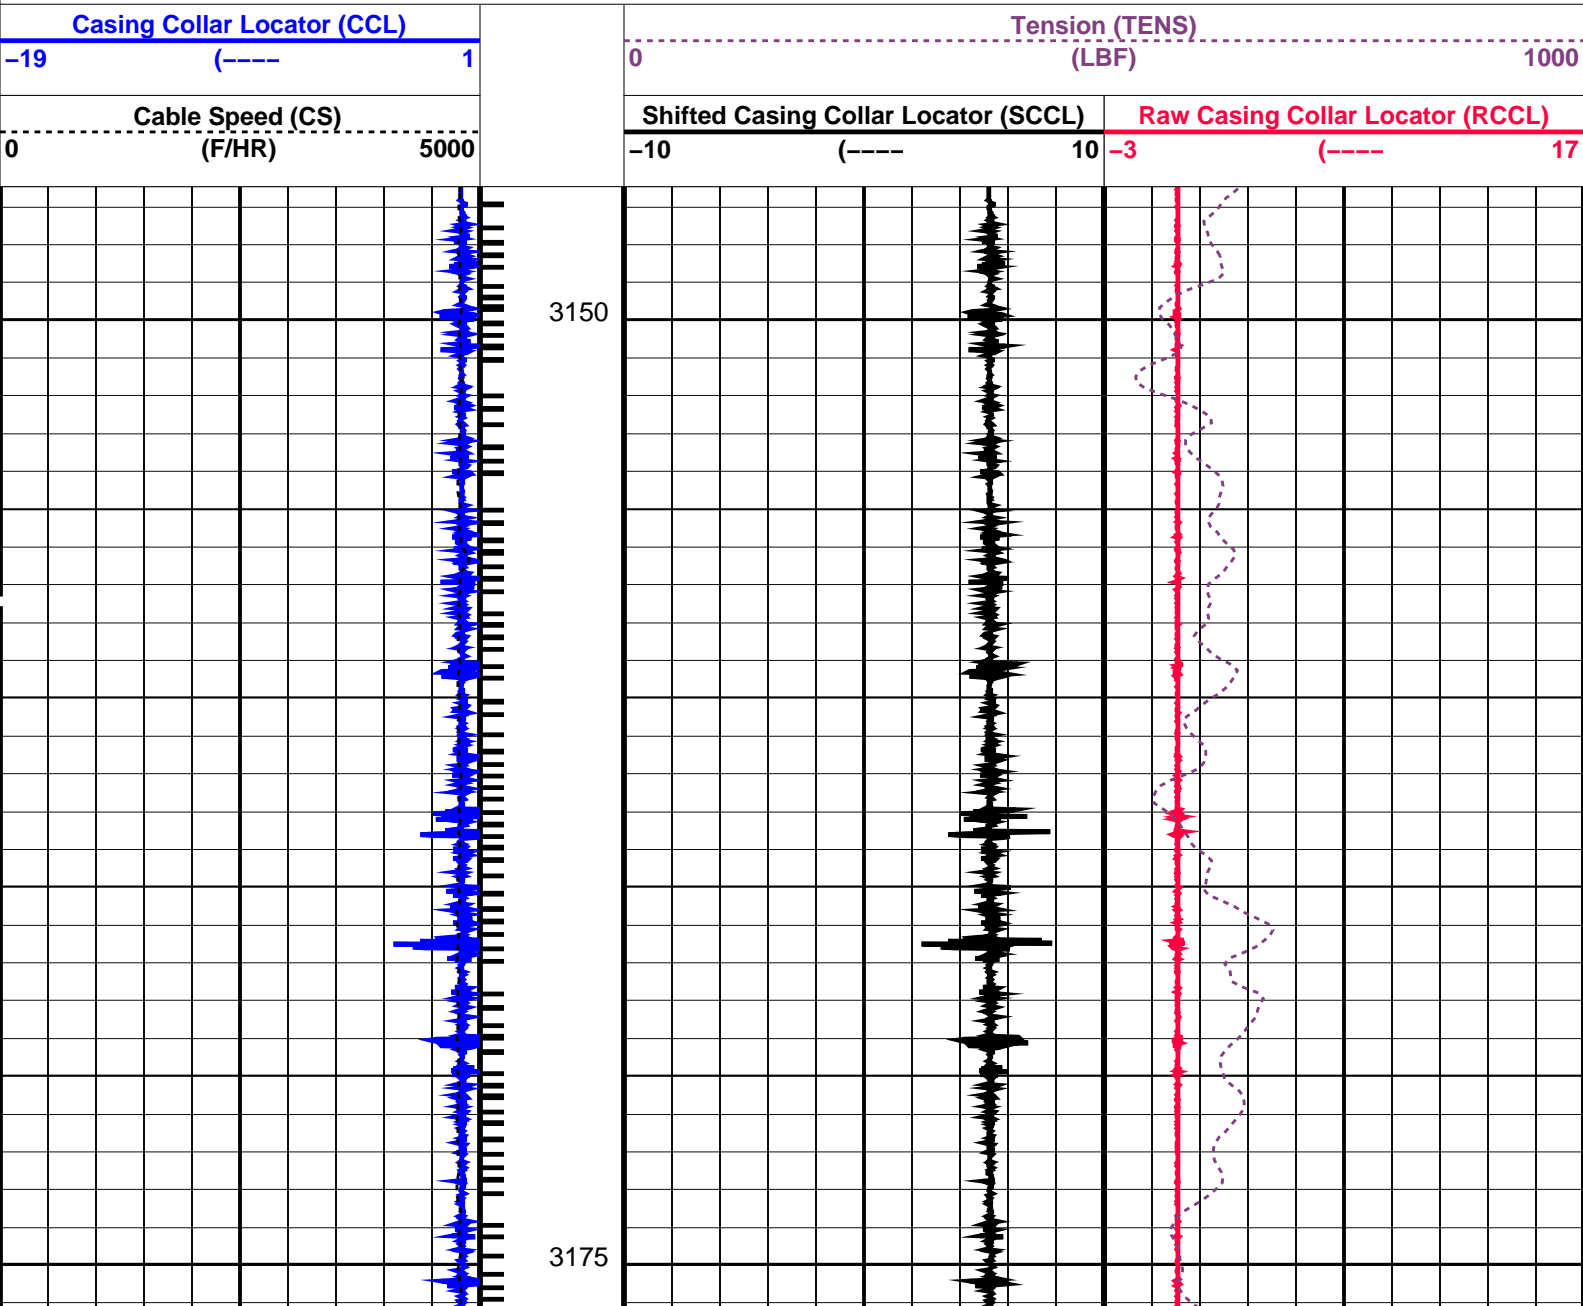 Casing Collar Locator (CCL)
−19 (−−−− 1
Cable Speed (CS)
0 (F/HR) 5000
Tension (TENS)
0 (LBF) 1000
Shifted Casing Collar Locator (SCCL)
−10 (−−−− 10
Raw Casing Collar Locator (RCCL)
−3 (−−−− 17
3150
3175